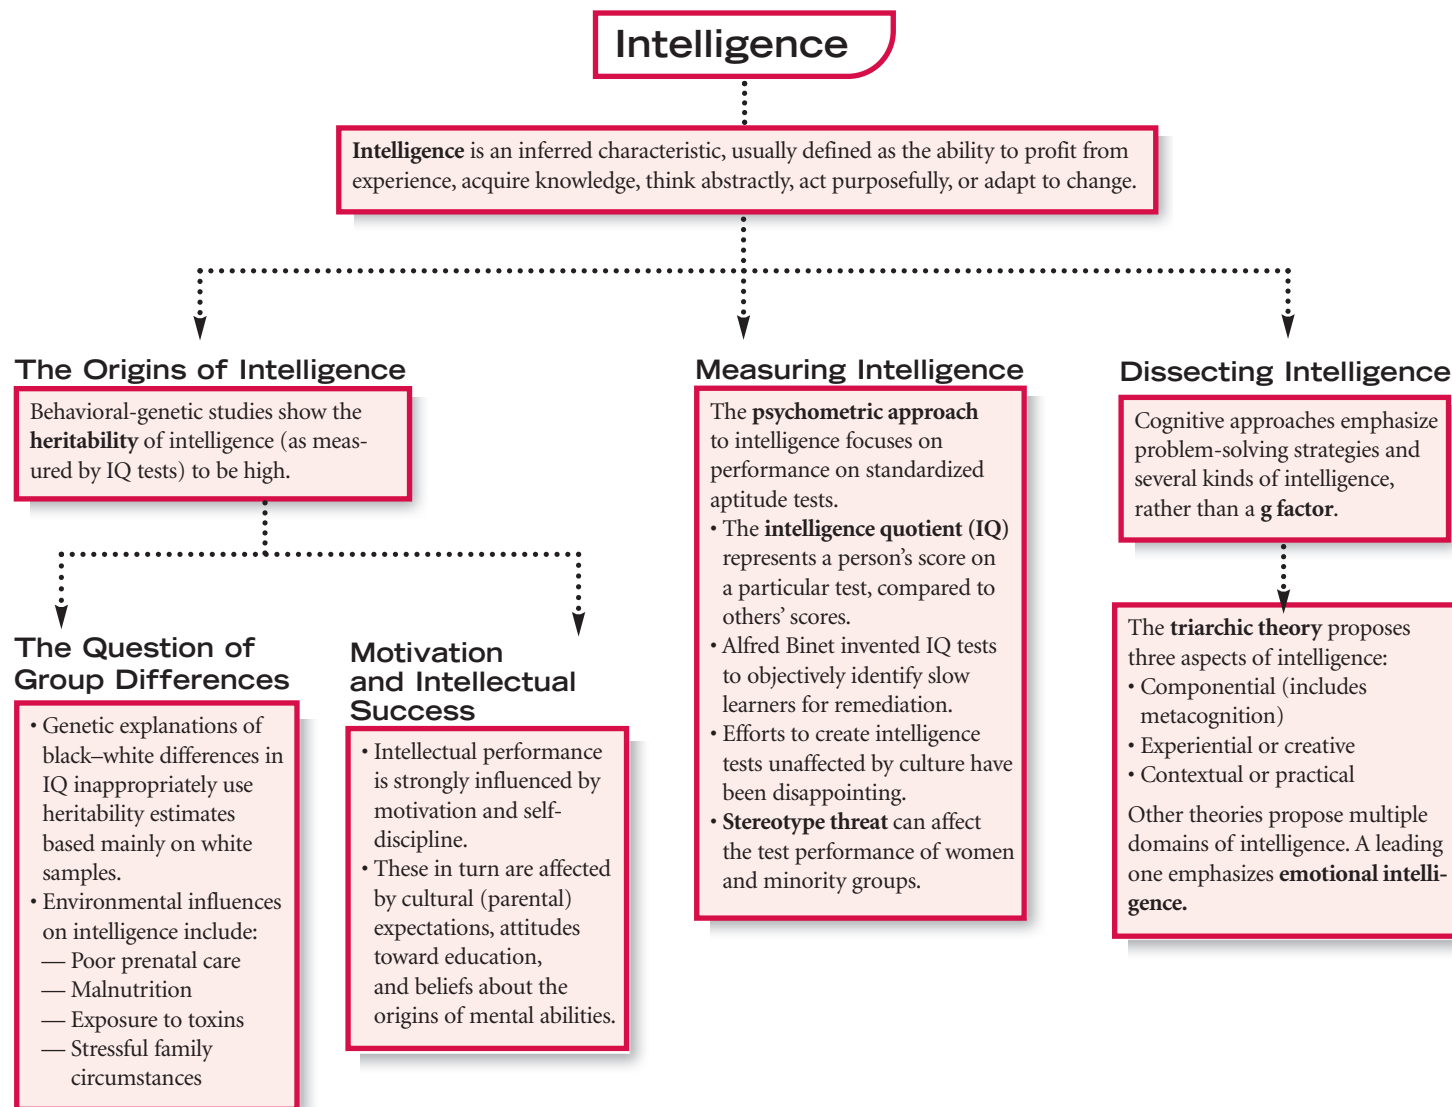 Intelligence
Intelligence is an inferred characteristic, usually defined as the ability to profit from
experience, acquire knowledge, think abstractly, act purposefully, or adapt to change.
The Origins of Intelligence
Behavioral-genetic studies show the
heritability of intelligence (as meas-
ured by IQ tests) to be high.
The Question of
Group Differences
• Genetic explanations of
black–white differences in
IQ inappropriately use
heritability estimates
based mainly on white
samples.
• Environmental influences
on intelligence include:
— Poor prenatal care
— Malnutrition
— Exposure to toxins
— Stressful family
circumstances
Motivation
and Intellectual
Success
• Intellectual performance
is strongly influenced by
motivation and self-
discipline.
• These in turn are affected
by cultural (parental)
expectations, attitudes
toward education,
and beliefs about the
origins of mental abilities.
Measuring Intelligence
The psychometric approach
to intelligence focuses on
performance on standardized
aptitude tests.
• The intelligence quotient (IQ)
represents a person’s score on
a particular test, compared to
others’ scores.
• Alfred Binet invented IQ tests
to objectively identify slow
learners for remediation.
• Efforts to create intelligence
tests unaffected by culture have
been disappointing.
• Stereotype threat can affect
the test performance of women
and minority groups.
Dissecting Intelligence
Cognitive approaches emphasize
problem-solving strategies and
several kinds of intelligence,
rather than a g factor.
The triarchic theory proposes
three aspects of intelligence:
• Componential (includes
metacognition)
• Experiential or creative
• Contextual or practical
Other theories propose multiple
domains of intelligence. A leading
one emphasizes emotional intelli-
gence.